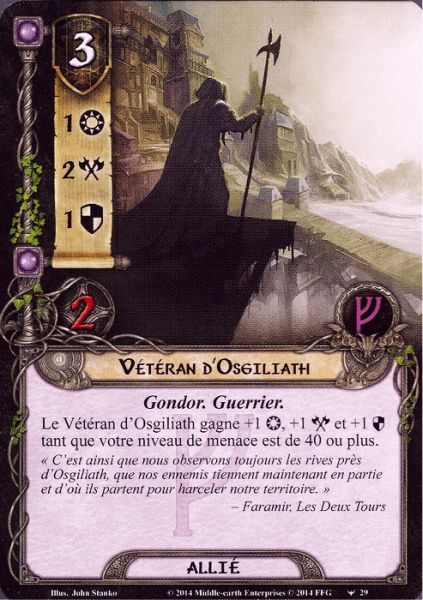 3
1
2
1
2
VÉTÉRAN D'OSGILIATH
Gondor. Guerrier.
Le Vétéran d'Osgiliath gagne +1, +1 et +1
tant que votre niveau de menace est de 40 ou plus.
« C'est ainsi que nous observons toujours les rives près
d'Osgiliath, que nos ennemis tiennent maintenant en partie
et d'où ils partent pour harceler notre territoire. »
– Faramir, Les Deux Tours
ALLIÉ
Illus. John Stanko © 2014 Middle-earth Enterprises © 2014 FFG 29